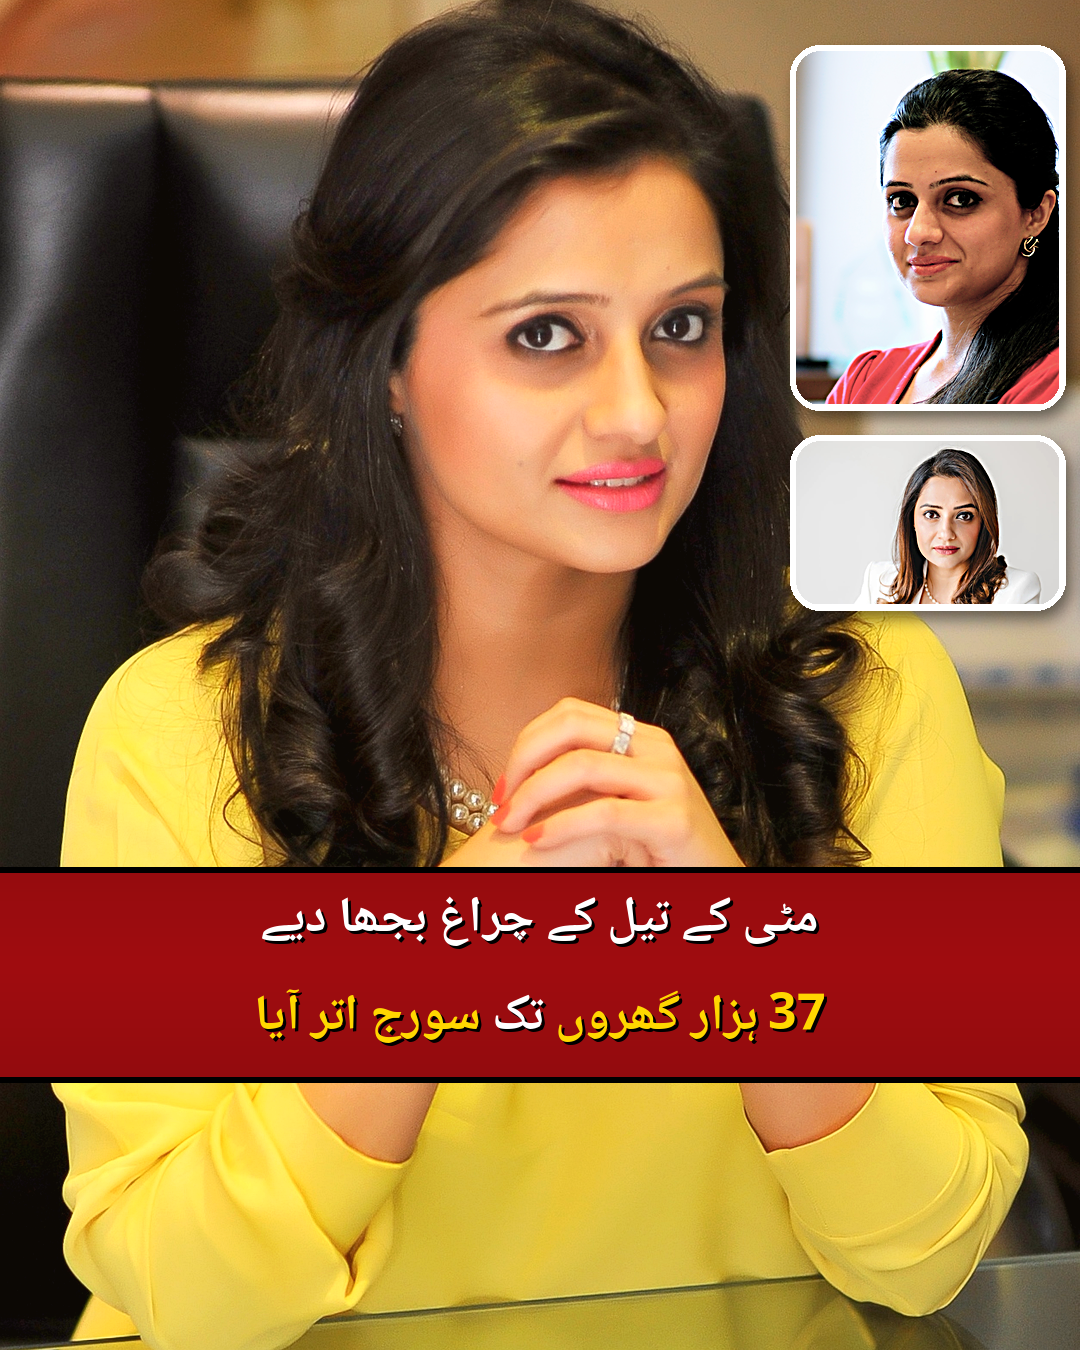 مٹی کے تیل کے چراغ بجھا دیے
37 ہزار گھروں تک سورج اتر آیا